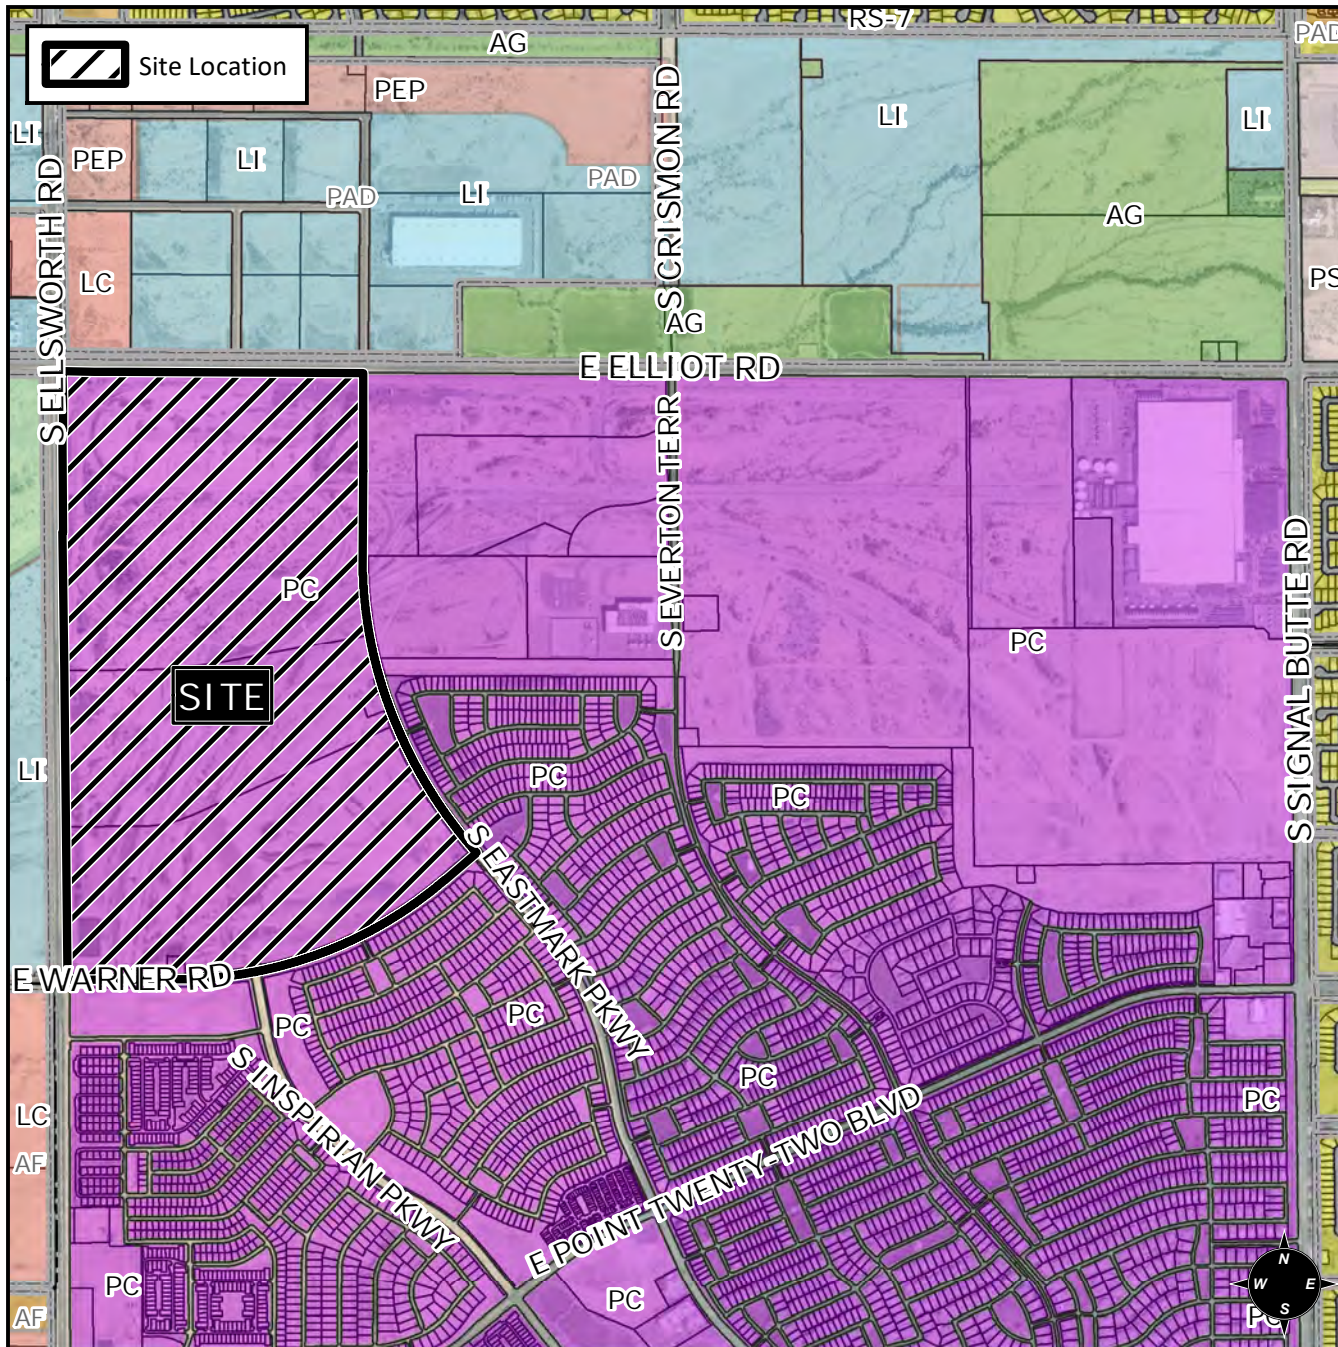 RS-7
AG
PAD
Site Location
PEP
S CRISMON RD
LI
LI
LI
PEP
LI
PAD
LI
PAD
S ELLSWORTH RD
AG
LC
PS
AG
E ELLIOT RD
S EVERTON TERR
PC
PC
SITE
S SIGNAL BUTTE RD
LI
PC
PC
S EASTMARK PKWY
E WARNER RD
PC
PC
PC
S INSPIRIAN PKWY
E POINT TWENTY-TWO BLVD
PC
LC
AF
PC
PC
AF
N
W E
S
PC